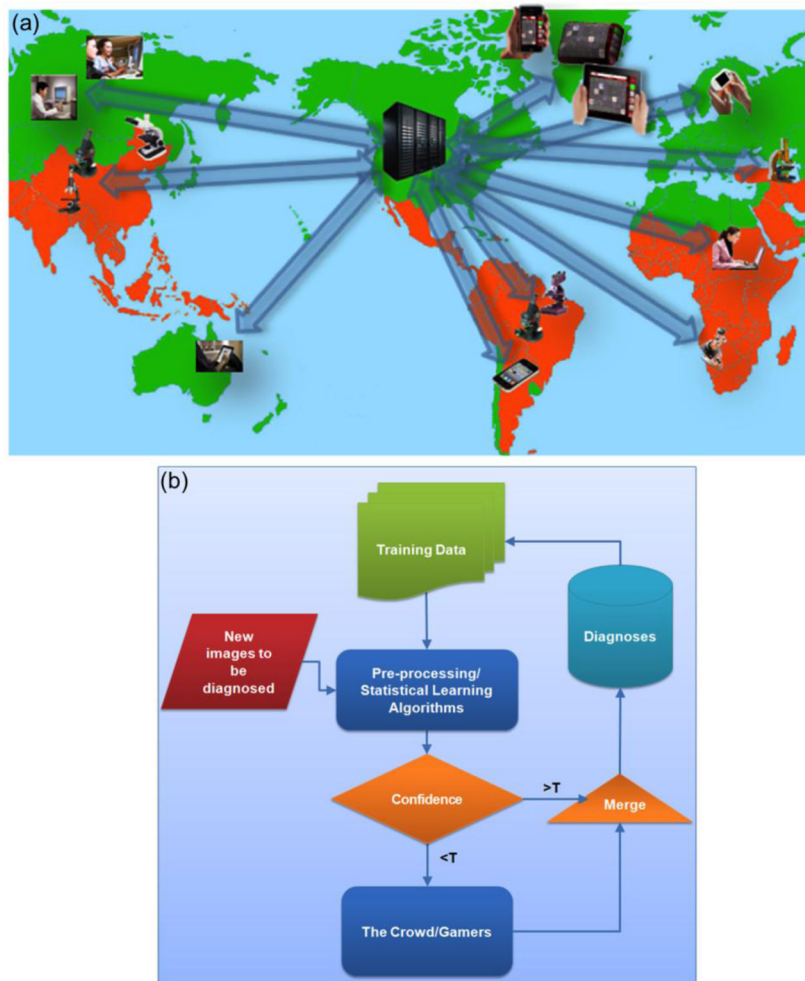 (a)
(b)
Training Data
New
images to
be
diagnosed
Pre-processing/
Statistical Learning
Algorithms
Diagnoses
Confidence
>T
Merge
<T
The Crowd/Gamers